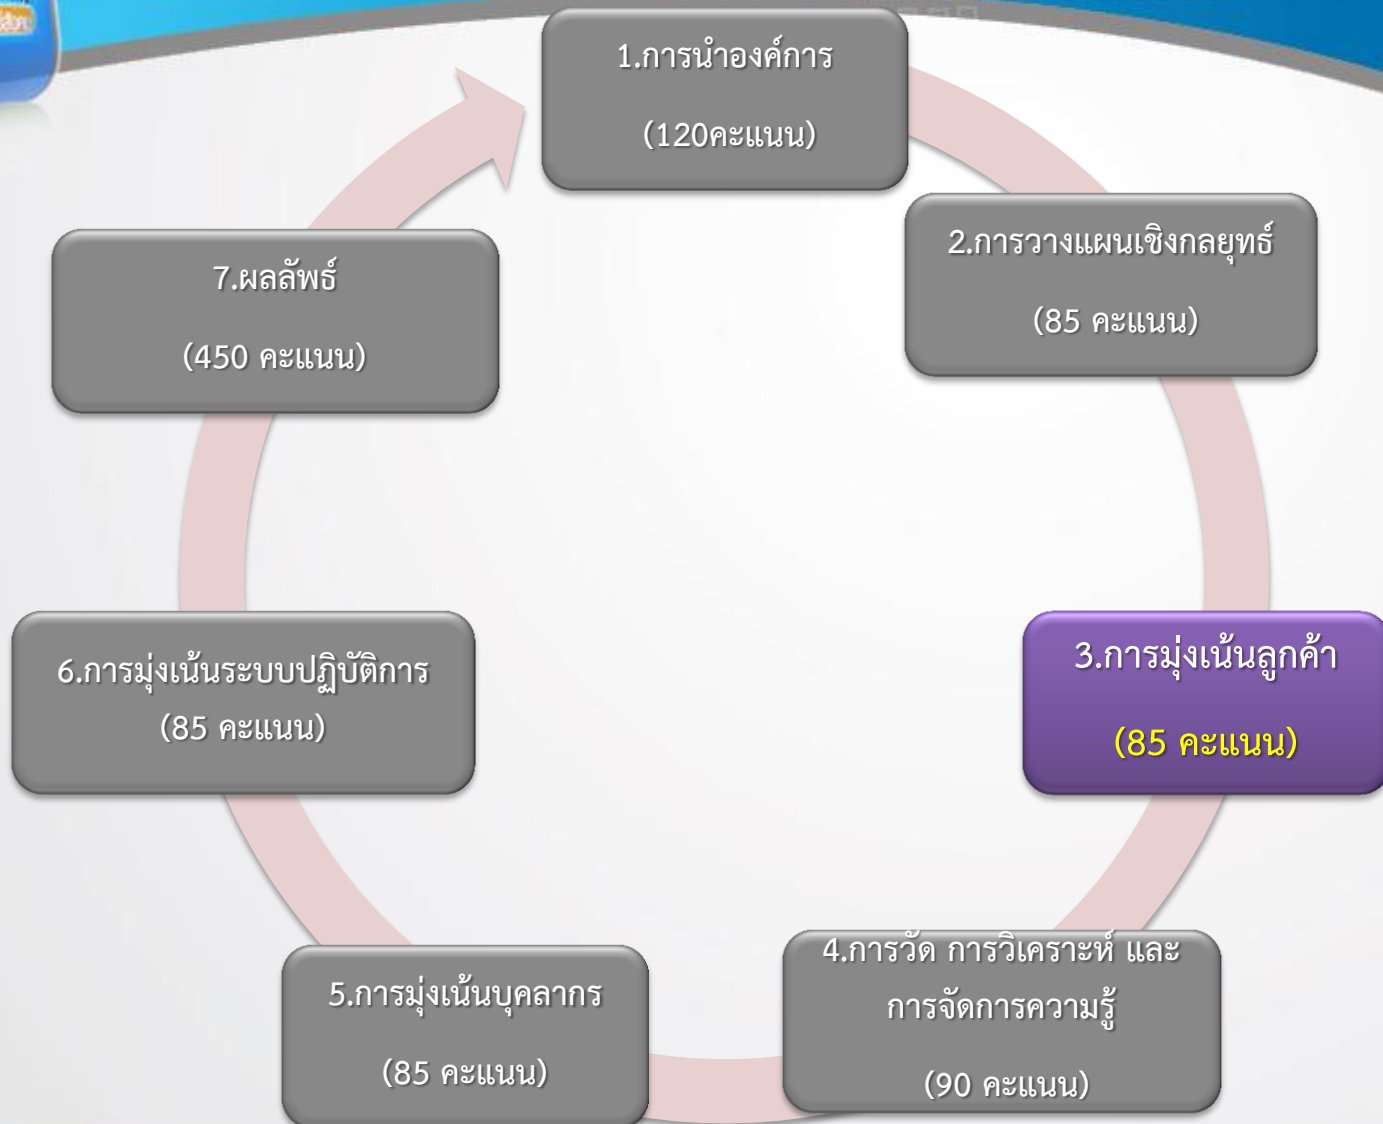 1.การนำองค์การ
(120คะแนน)
2.การวางแผนเชิงกลยุทธ์
(85 คะแนน)
3.การมุ่งเน้นลูกค้า
(85 คะแนน)
4.การวัด การวิเคราะห์ และ
การจัดการความรู้
(90 คะแนน)
5.การมุ่งเน้นบุคลากร
(85 คะแนน)
6.การมุ่งเน้นระบบปฏิบัติการ
(85 คะแนน)
7.ผลลัพธ์
(450 คะแนน)